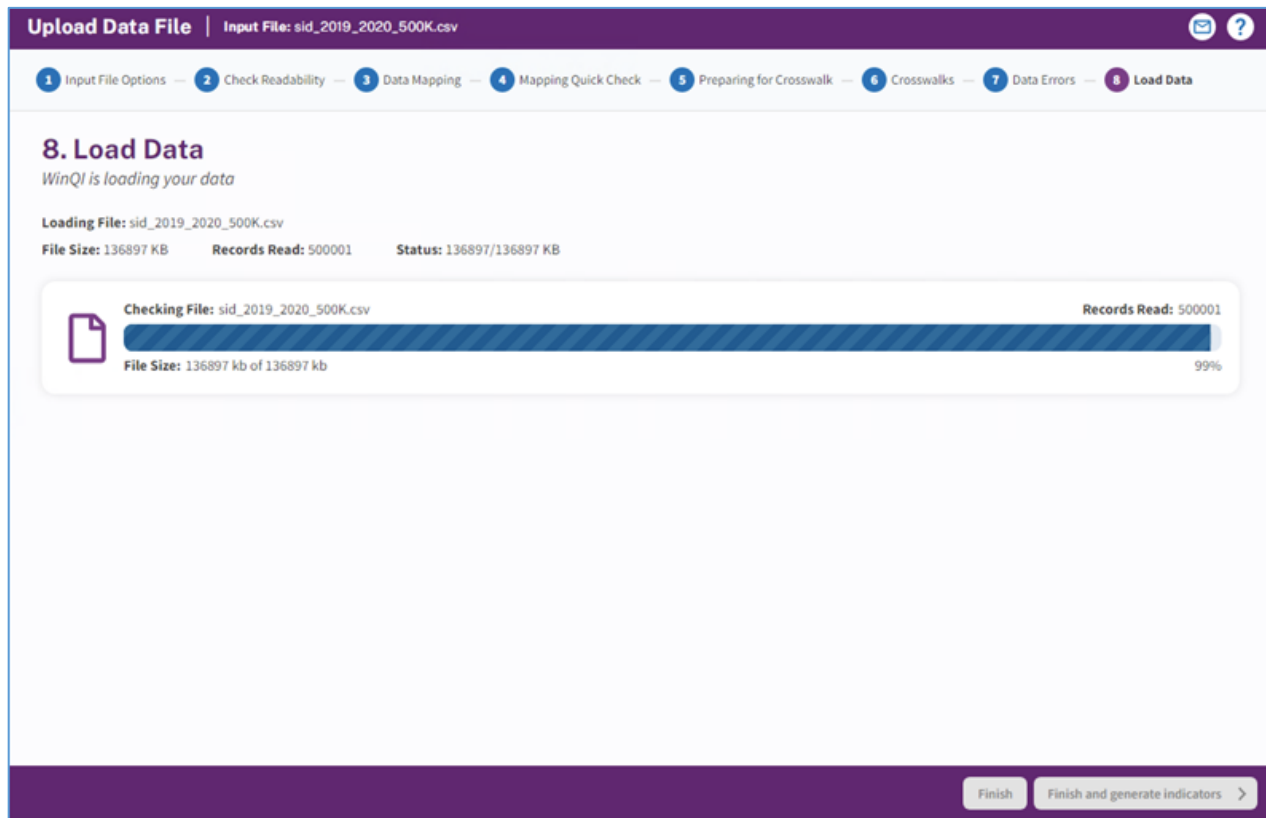 Upload Data File | Input File: sid_2019_2020_500K.csv ?
1 Input File Options — 2 Check Readability — 3 Data Mapping — 4 Mapping Quick Check — 5 Preparing for Crosswalk — 6 Crosswalks — 7 Data Errors — 8 Load Data
8. Load Data
WinQI is loading your data
Loading File: sid_2019_2020_500K.csv
File Size: 136897 KB Records Read: 500001 Status: 136897/136897 KB
Checking File: sid_2019_2020_500K.csv Records Read: 500001
File Size: 136897 kb of 136897 kb 99%
Finish Finish and generate indicators >